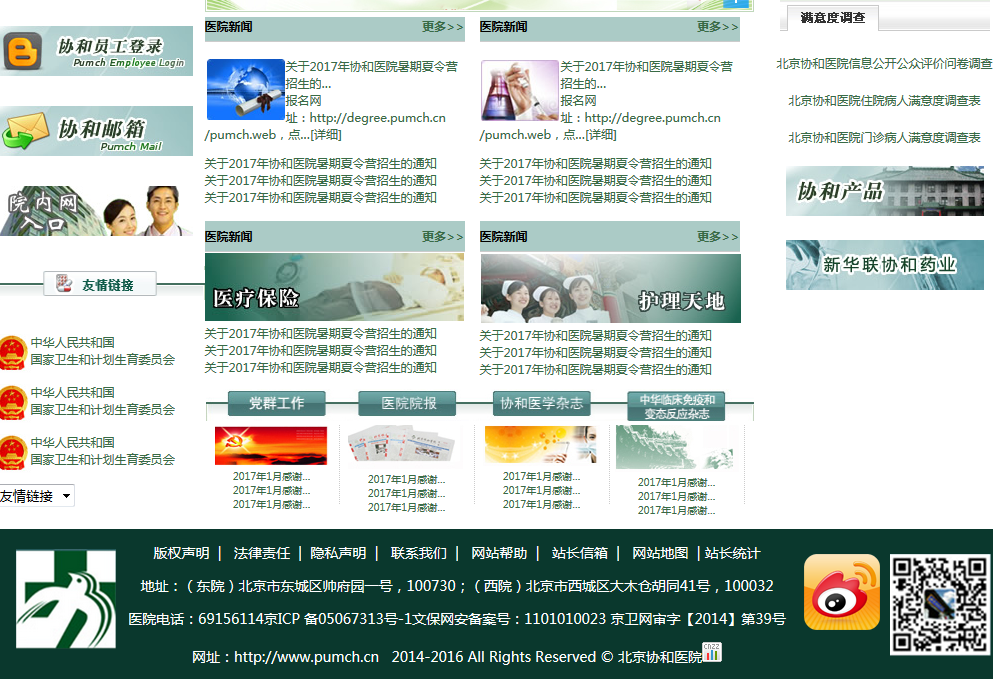 协和员工登录
Pumch Employee Login
协和邮箱
Pumch Mail
院内网
入口
友情链接
中华人民共和国
国家卫生和计划生育委员会
中华人民共和国
国家卫生和计划生育委员会
中华人民共和国
国家卫生和计划生育委员会
友情链接
医院新闻 更多>>
关于2017年协和医院暑期夏令营
招生的...
报名网
址：http://degree.pumch.cn
/pumch.web，点...[详细]
关于2017年协和医院暑期夏令营招生的通知
关于2017年协和医院暑期夏令营招生的通知
关于2017年协和医院暑期夏令营招生的通知
医院新闻 更多>>
关于2017年协和医院暑期夏令营
招生的...
报名网
址：http://degree.pumch.cn
/pumch.web，点...[详细]
关于2017年协和医院暑期夏令营招生的通知
关于2017年协和医院暑期夏令营招生的通知
关于2017年协和医院暑期夏令营招生的通知
医院新闻 更多>>
医疗保险
关于2017年协和医院暑期夏令营招生的通知
关于2017年协和医院暑期夏令营招生的通知
关于2017年协和医院暑期夏令营招生的通知
医院新闻 更多>>
护理天地
关于2017年协和医院暑期夏令营招生的通知
关于2017年协和医院暑期夏令营招生的通知
关于2017年协和医院暑期夏令营招生的通知
党群工作
2017年1月感谢...
2017年1月感谢...
2017年1月感谢...
医院院报
2017年1月感谢...
2017年1月感谢...
2017年1月感谢...
协和医学杂志
2017年1月感谢...
2017年1月感谢...
2017年1月感谢...
中华临床免疫和
变态反应杂志
2017年1月感谢...
2017年1月感谢...
2017年1月感谢...
满意度调查
北京协和医院信息公开公众评价问卷调查
北京协和医院住院病人满意度调查表
北京协和医院门诊病人满意度调查表
协和产品
新华联协和药业
版权声明 | 法律责任 | 隐私声明 | 联系我们 | 网站帮助 | 站长信箱 | 网站地图 | 站长统计
地址：（东院）北京市东城区帅府园一号，100730；（西院）北京市西城区大木仓胡同41号，100032
医院电话：69156114京ICP 备05067313号-1文保网安备案号：1101010023 京卫网审字【2014】第39号
网址：http://www.pumch.cn 2014-2016 All Rights Reserved © 北京协和医院
CNZZ